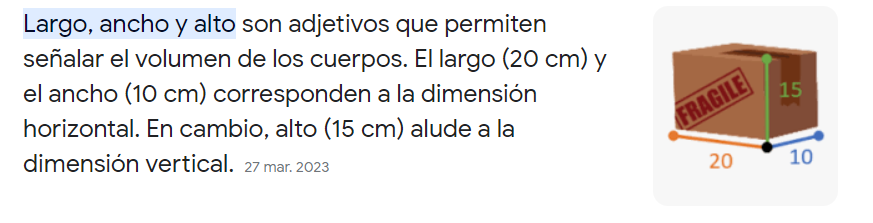 Largo, ancho y alto son adjetivos que permiten
señalar el volumen de los cuerpos. El largo (20 cm) y
el ancho (10 cm) corresponden a la dimensión
horizontal. En cambio, alto (15 cm) alude a la
dimensión vertical. 27 mar. 2023
FRAGILE
15
20
10